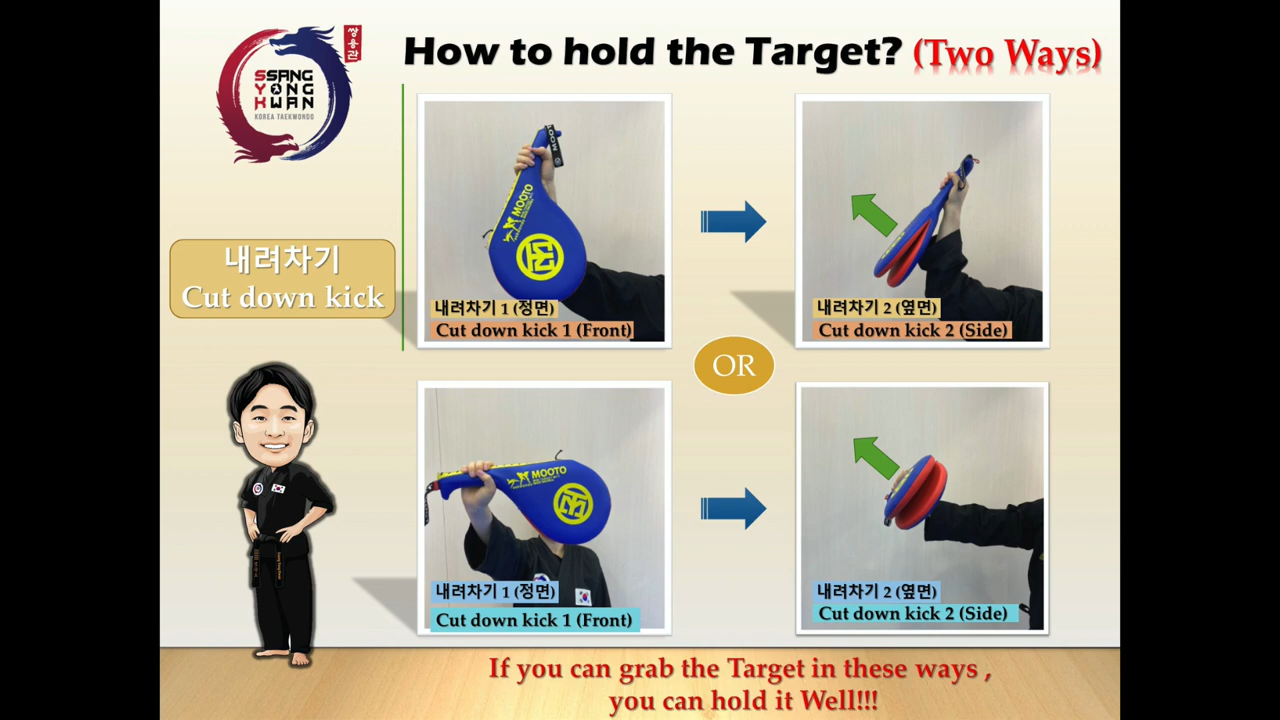 쌍용관
SSANG
YONG
KWAN
KOREA TAEKWONDO
How to hold the Target? (Two Ways)
내려차기
Cut down kick
MOOTO
MOOTO
내려차기 1 (정면)
Cut down kick 1 (Front)
내려차기 2 (옆면)
Cut down kick 2 (Side)
OR
MOOTO
내려차기 1 (정면)
Cut down kick 1 (Front)
내려차기 2 (옆면)
Cut down kick 2 (Side)
If you can grab the Target in these ways ,
you can hold it Well!!!